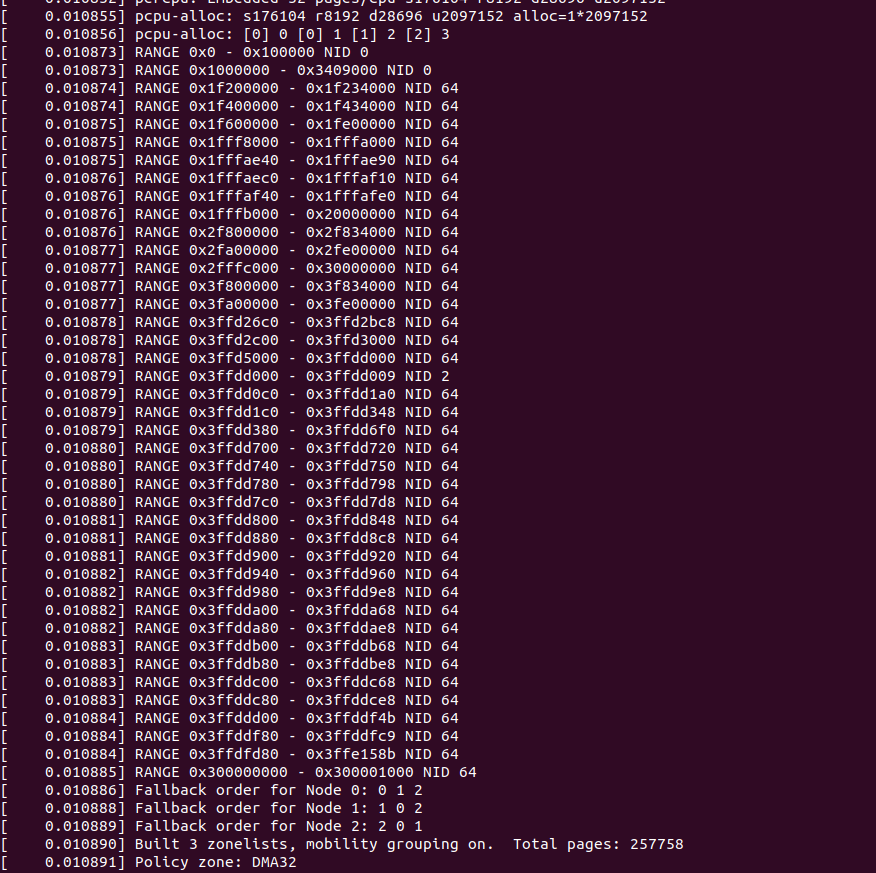 [    0.010852] pcpu-alloc: Embedded 52 pages/cpu s176104 r8192 d28696 u2097152
[    0.010855] pcpu-alloc: s176104 r8192 d28696 u2097152 alloc=1*2097152
[    0.010856] pcpu-alloc: [0] 0 [0] 1 [1] 2 [2] 3
[    0.010873] RANGE 0x0 - 0x100000 NID 0
[    0.010873] RANGE 0x1000000 - 0x3409000 NID 0
[    0.010874] RANGE 0x1f200000 - 0x1f234000 NID 64
[    0.010874] RANGE 0x1f400000 - 0x1f434000 NID 64
[    0.010875] RANGE 0x1f600000 - 0x1fe00000 NID 64
[    0.010875] RANGE 0x1fff8000 - 0x1fffa000 NID 64
[    0.010875] RANGE 0x1fffae40 - 0x1fffae90 NID 64
[    0.010876] RANGE 0x1fffaec0 - 0x1fffaf10 NID 64
[    0.010876] RANGE 0x1fffaf40 - 0x1fffafe0 NID 64
[    0.010876] RANGE 0x1fffb000 - 0x20000000 NID 64
[    0.010876] RANGE 0x2f800000 - 0x2f834000 NID 64
[    0.010877] RANGE 0x2fa00000 - 0x2fe00000 NID 64
[    0.010877] RANGE 0x2fffc000 - 0x30000000 NID 64
[    0.010877] RANGE 0x3f800000 - 0x3f834000 NID 64
[    0.010877] RANGE 0x3fa00000 - 0x3fe00000 NID 64
[    0.010878] RANGE 0x3ffd26c0 - 0x3ffd2bc8 NID 64
[    0.010878] RANGE 0x3ffd2c00 - 0x3ffd3000 NID 64
[    0.010878] RANGE 0x3ffd5000 - 0x3ffdd000 NID 64
[    0.010879] RANGE 0x3ffdd000 - 0x3ffdd009 NID 2
[    0.010879] RANGE 0x3ffdd0c0 - 0x3ffdd1a0 NID 64
[    0.010879] RANGE 0x3ffdd1c0 - 0x3ffdd348 NID 64
[    0.010879] RANGE 0x3ffdd380 - 0x3ffdd6f0 NID 64
[    0.010880] RANGE 0x3ffdd700 - 0x3ffdd720 NID 64
[    0.010880] RANGE 0x3ffdd740 - 0x3ffdd750 NID 64
[    0.010880] RANGE 0x3ffdd780 - 0x3ffdd798 NID 64
[    0.010880] RANGE 0x3ffdd7c0 - 0x3ffdd7d8 NID 64
[    0.010881] RANGE 0x3ffdd800 - 0x3ffdd848 NID 64
[    0.010881] RANGE 0x3ffdd880 - 0x3ffdd8c8 NID 64
[    0.010881] RANGE 0x3ffdd900 - 0x3ffdd920 NID 64
[    0.010882] RANGE 0x3ffdd940 - 0x3ffdd960 NID 64
[    0.010882] RANGE 0x3ffdd980 - 0x3ffdd9e8 NID 64
[    0.010882] RANGE 0x3ffdda00 - 0x3ffdda68 NID 64
[    0.010882] RANGE 0x3ffdda80 - 0x3ffddae8 NID 64
[    0.010883] RANGE 0x3ffddb00 - 0x3ffddb68 NID 64
[    0.010883] RANGE 0x3ffddb80 - 0x3ffddbe8 NID 64
[    0.010883] RANGE 0x3ffddc00 - 0x3ffddc68 NID 64
[    0.010883] RANGE 0x3ffddc80 - 0x3ffddce8 NID 64
[    0.010884] RANGE 0x3ffddd00 - 0x3ffddf4b NID 64
[    0.010884] RANGE 0x3ffddf80 - 0x3ffddfc9 NID 64
[    0.010884] RANGE 0x3ffdfd80 - 0x3ffe158b NID 64
[    0.010885] RANGE 0x300000000 - 0x300001000 NID 64
[    0.010886] Fallback order for Node 0: 0 1 2
[    0.010888] Fallback order for Node 1: 1 0 2
[    0.010889] Fallback order for Node 2: 2 0 1
[    0.010890] Built 3 zonelists, mobility grouping on.  Total pages: 257758
[    0.010891] Policy zone: DMA32